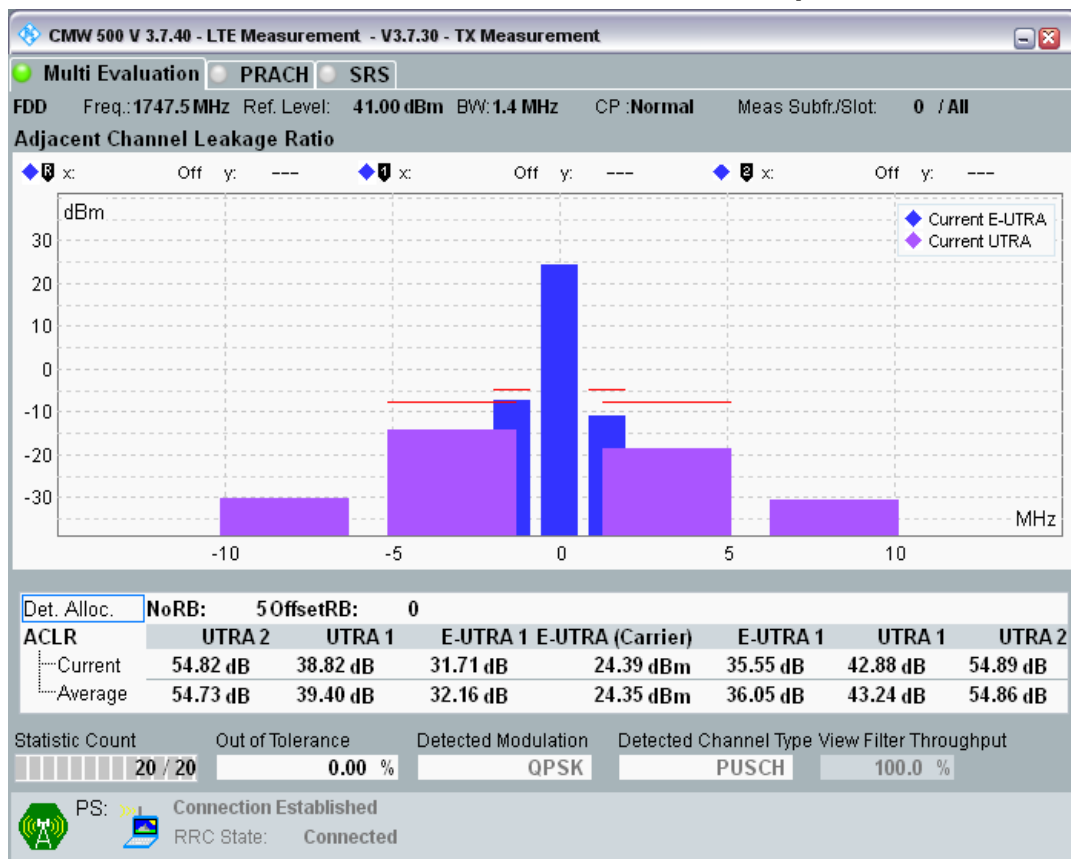 CMW 500 V 3.7.40 - LTE Measurement - V3.7.30 - TX Measurement
Multi Evaluation PRACH SRS
FDD Freq.:1747.5 MHz Ref. Level: 41.00 dBm BW:1.4 MHz CP :Normal Meas Subfr./Slot: 0 / All
Adjacent Channel Leakage Ratio
R x: Off y: --- 1 x: Off y: --- 2 x: Off y: ---
dBm
Current E-UTRA
Current UTRA
30
20
10
0
-10
-20
-30
MHz
-10 -5 0 5 10
Det. Alloc. NoRB: 5 OffsetRB: 0
ACLR UTRA 2 UTRA 1 E-UTRA 1 E-UTRA (Carrier) E-UTRA 1 UTRA 1 UTRA 2
Current 54.82 dB 38.82 dB 31.71 dB 24.39 dBm 35.55 dB 42.88 dB 54.89 dB
Average 54.73 dB 39.40 dB 32.16 dB 24.35 dBm 36.05 dB 43.24 dB 54.86 dB
Statistic Count Out of Tolerance Detected Modulation Detected Channel Type View Filter Throughput
20 / 20 0.00 % QPSK PUSCH 100.0 %
PS: Connection Established
RRC State: Connected